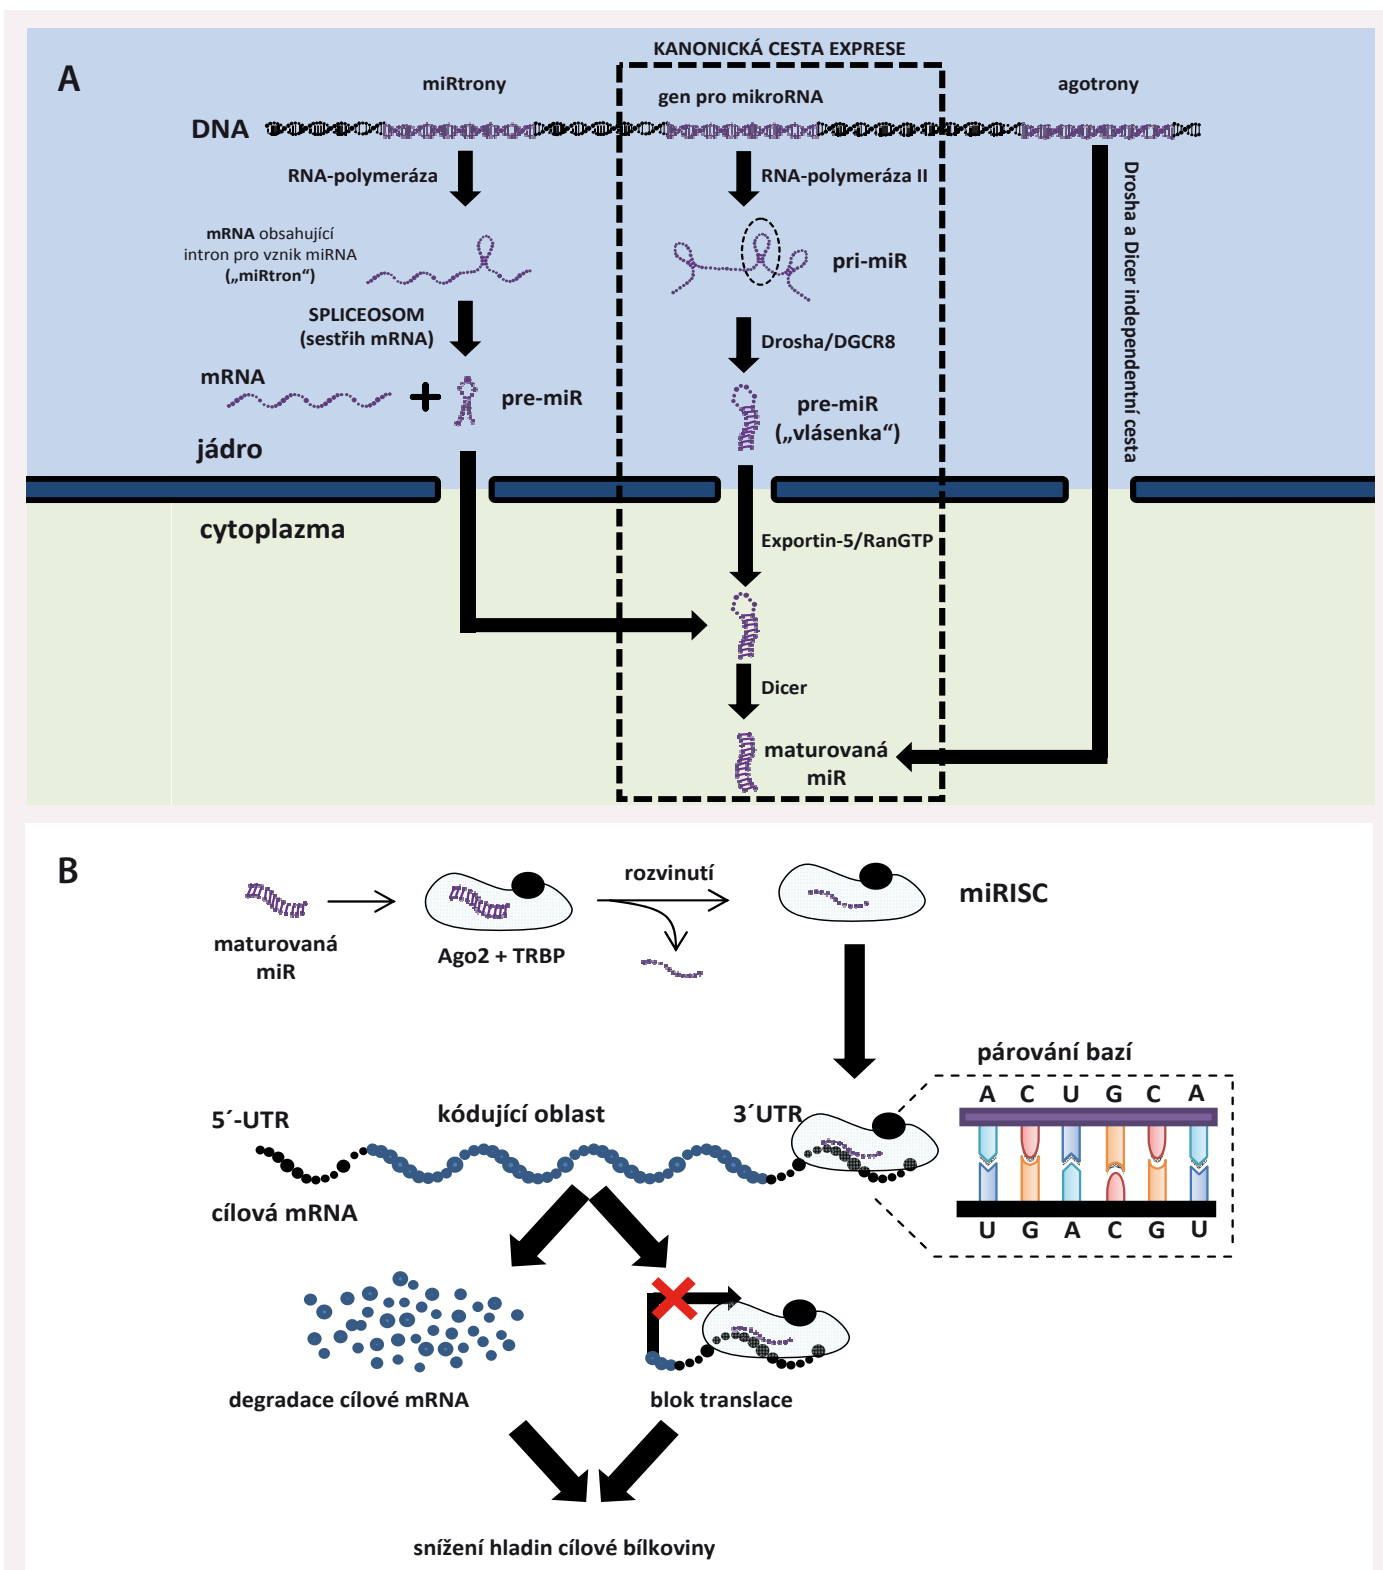 KANONICKÁ CESTA EXPRESE
A
miRtrony
gen pro mikroRNA
agotrony
DNA
RNA-polymeráza
RNA-polymeráza II
Drosha a Dicer independentní cesta
mRNA obsahující
intron pro vznik miRNA
(„miRtron“)
pri-miR
SPLICEOSOM
(sestřih mRNA)
Drosha/DGCR8
mRNA
pre-miR
pre-miR
(„vlásenka“)
jádro
cytoplazma
Exportin-5/RanGTP
Dicer
maturovaná
miR
B
maturovaná
miR
Ago2 + TRBP
rozvinutí
miRISC
párování bazí
A C U G C A
U G A C G U
5´-UTR
kódující oblast
3´UTR
cílová mRNA
degradace cílové mRNA
blok translace
snížení hladin cílové bílkoviny